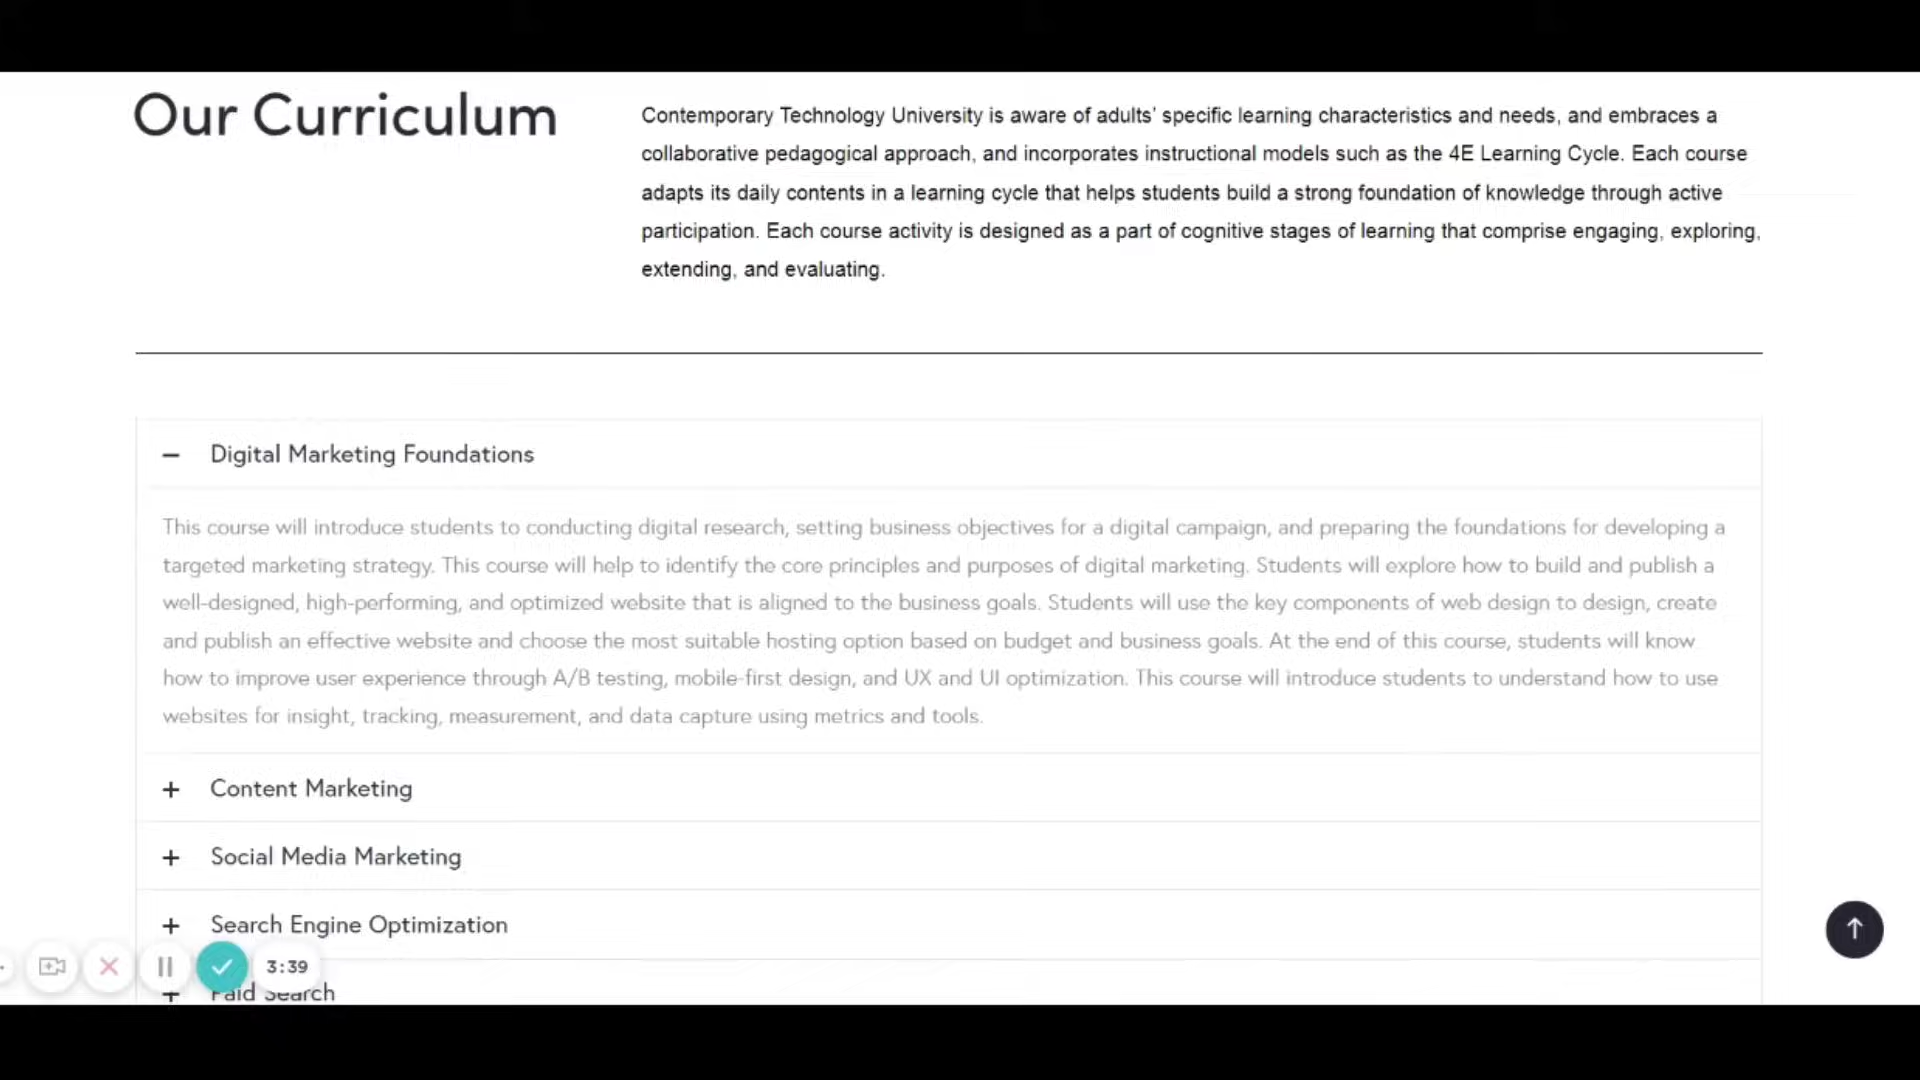 Our Curriculum
Contemporary Technology University is aware of adults' specific learning characteristics and needs, and embraces a
collaborative pedagogical approach, and incorporates instructional models such as the 4E Learning Cycle. Each course
adapts its daily contents in a learning cycle that helps students build a strong foundation of knowledge through active
participation. Each course activity is designed as a part of cognitive stages of learning that comprise engaging, exploring,
extending, and evaluating.
Digital Marketing Foundations
This course will introduce students to conducting digital research, setting business objectives for a digital campaign, and preparing the foundations for developing a
targeted marketing strategy. This course will help to identify the core principles and purposes of digital marketing. Students will explore how to build and publish a
well-designed, high-performing, and optimized website that is aligned to the business goals. Students will use the key components of web design to design, create
and publish an effective website and choose the most suitable hosting option based on budget and business goals. At the end of this course, students will know
how to improve user experience through A/B testing, mobile-first design, and UX and UI optimization. This course will introduce students to understand how to use
websites for insight, tracking, measurement, and data capture using metrics and tools.
Content Marketing
Social Media Marketing
Search Engine Optimization
3:39
Paid Search